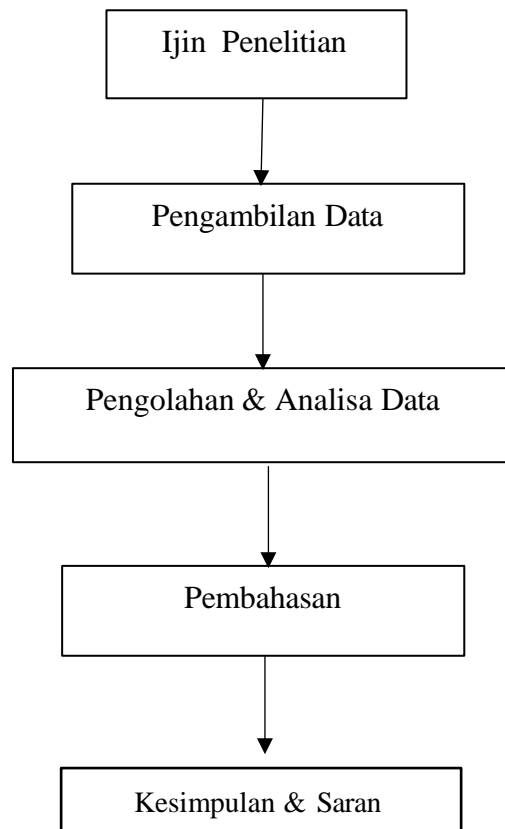 Ijin Penelitian
Pengambilan Data
Pengolahan & Analisa Data
Pembahasan
Kesimpulan & Saran